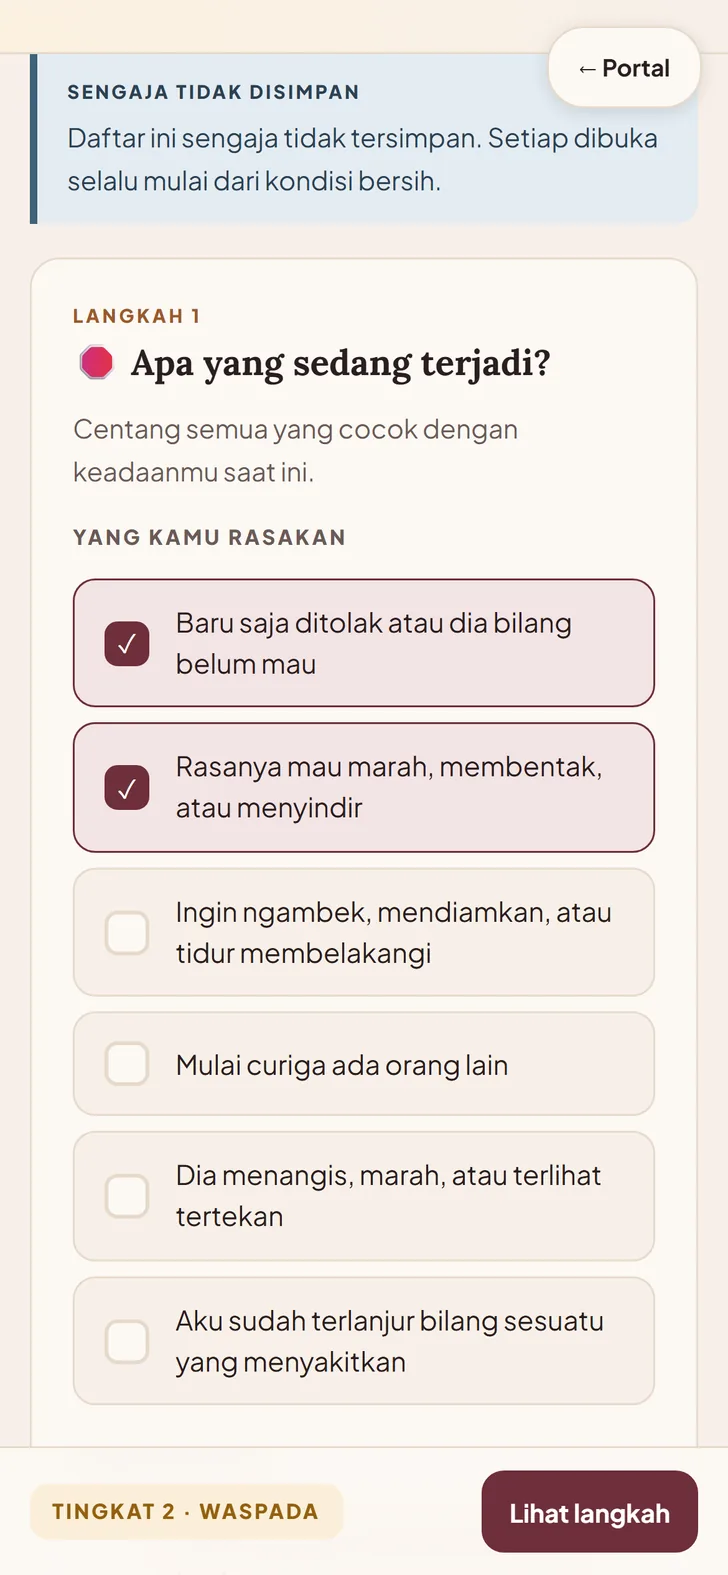 ← Portal
SENGAJA TIDAK DISIMPAN
Daftar ini sengaja tidak tersimpan. Setiap dibuka
selalu mulai dari kondisi bersih.
LANGKAH 1
Apa yang sedang terjadi?
Centang semua yang cocok dengan
keadaanmu saat ini.
YANG KAMU RASAKAN
Baru saja ditolak atau dia bilang
belum mau
Rasanya mau marah, membentak,
atau menyindir
Ingin ngambek, mendiamkan, atau
tidur membelakangi
Mulai curiga ada orang lain
Dia menangis, marah, atau terlihat
tertekan
Aku sudah terlanjur bilang sesuatu
yang menyakitkan
TINGKAT 2 · WASPADA
Lihat langkah